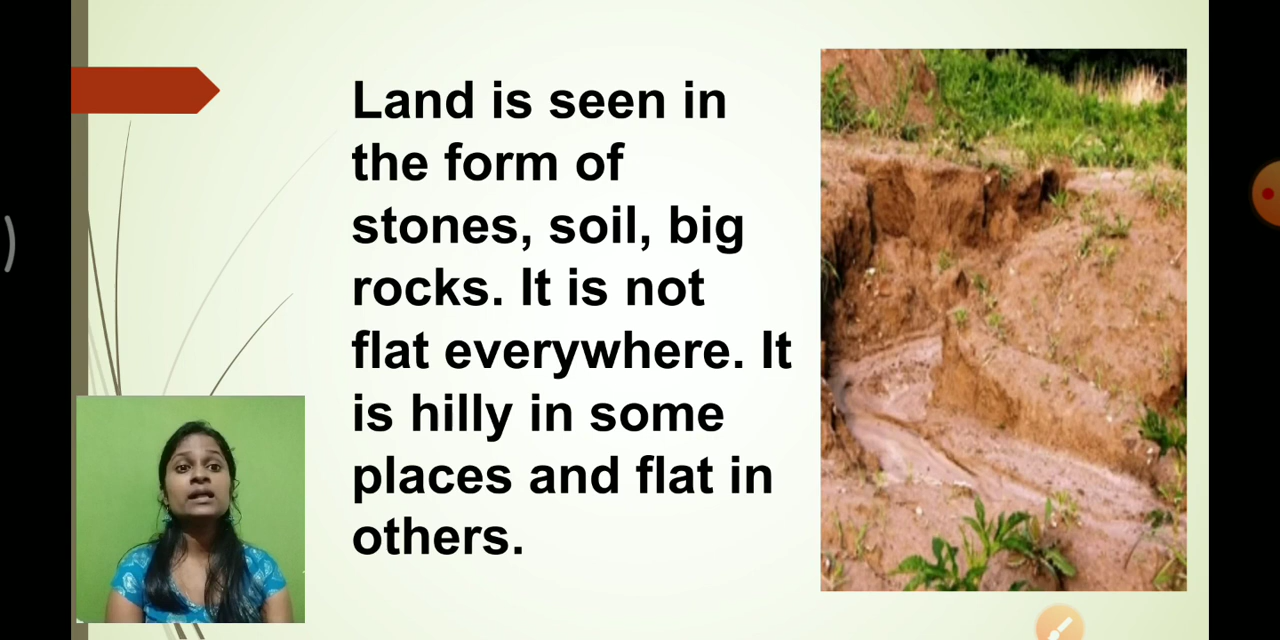 Land is seen in
the form of
stones, soil, big
rocks. It is not
flat everywhere. It
is hilly in some
places and flat in
others.